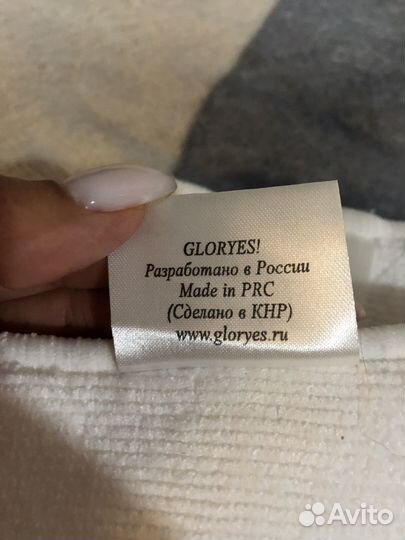 GLORYES!
Разработано в России
Made in PRC
(Сделано в КНР)
www.gloryes.ru
Avito